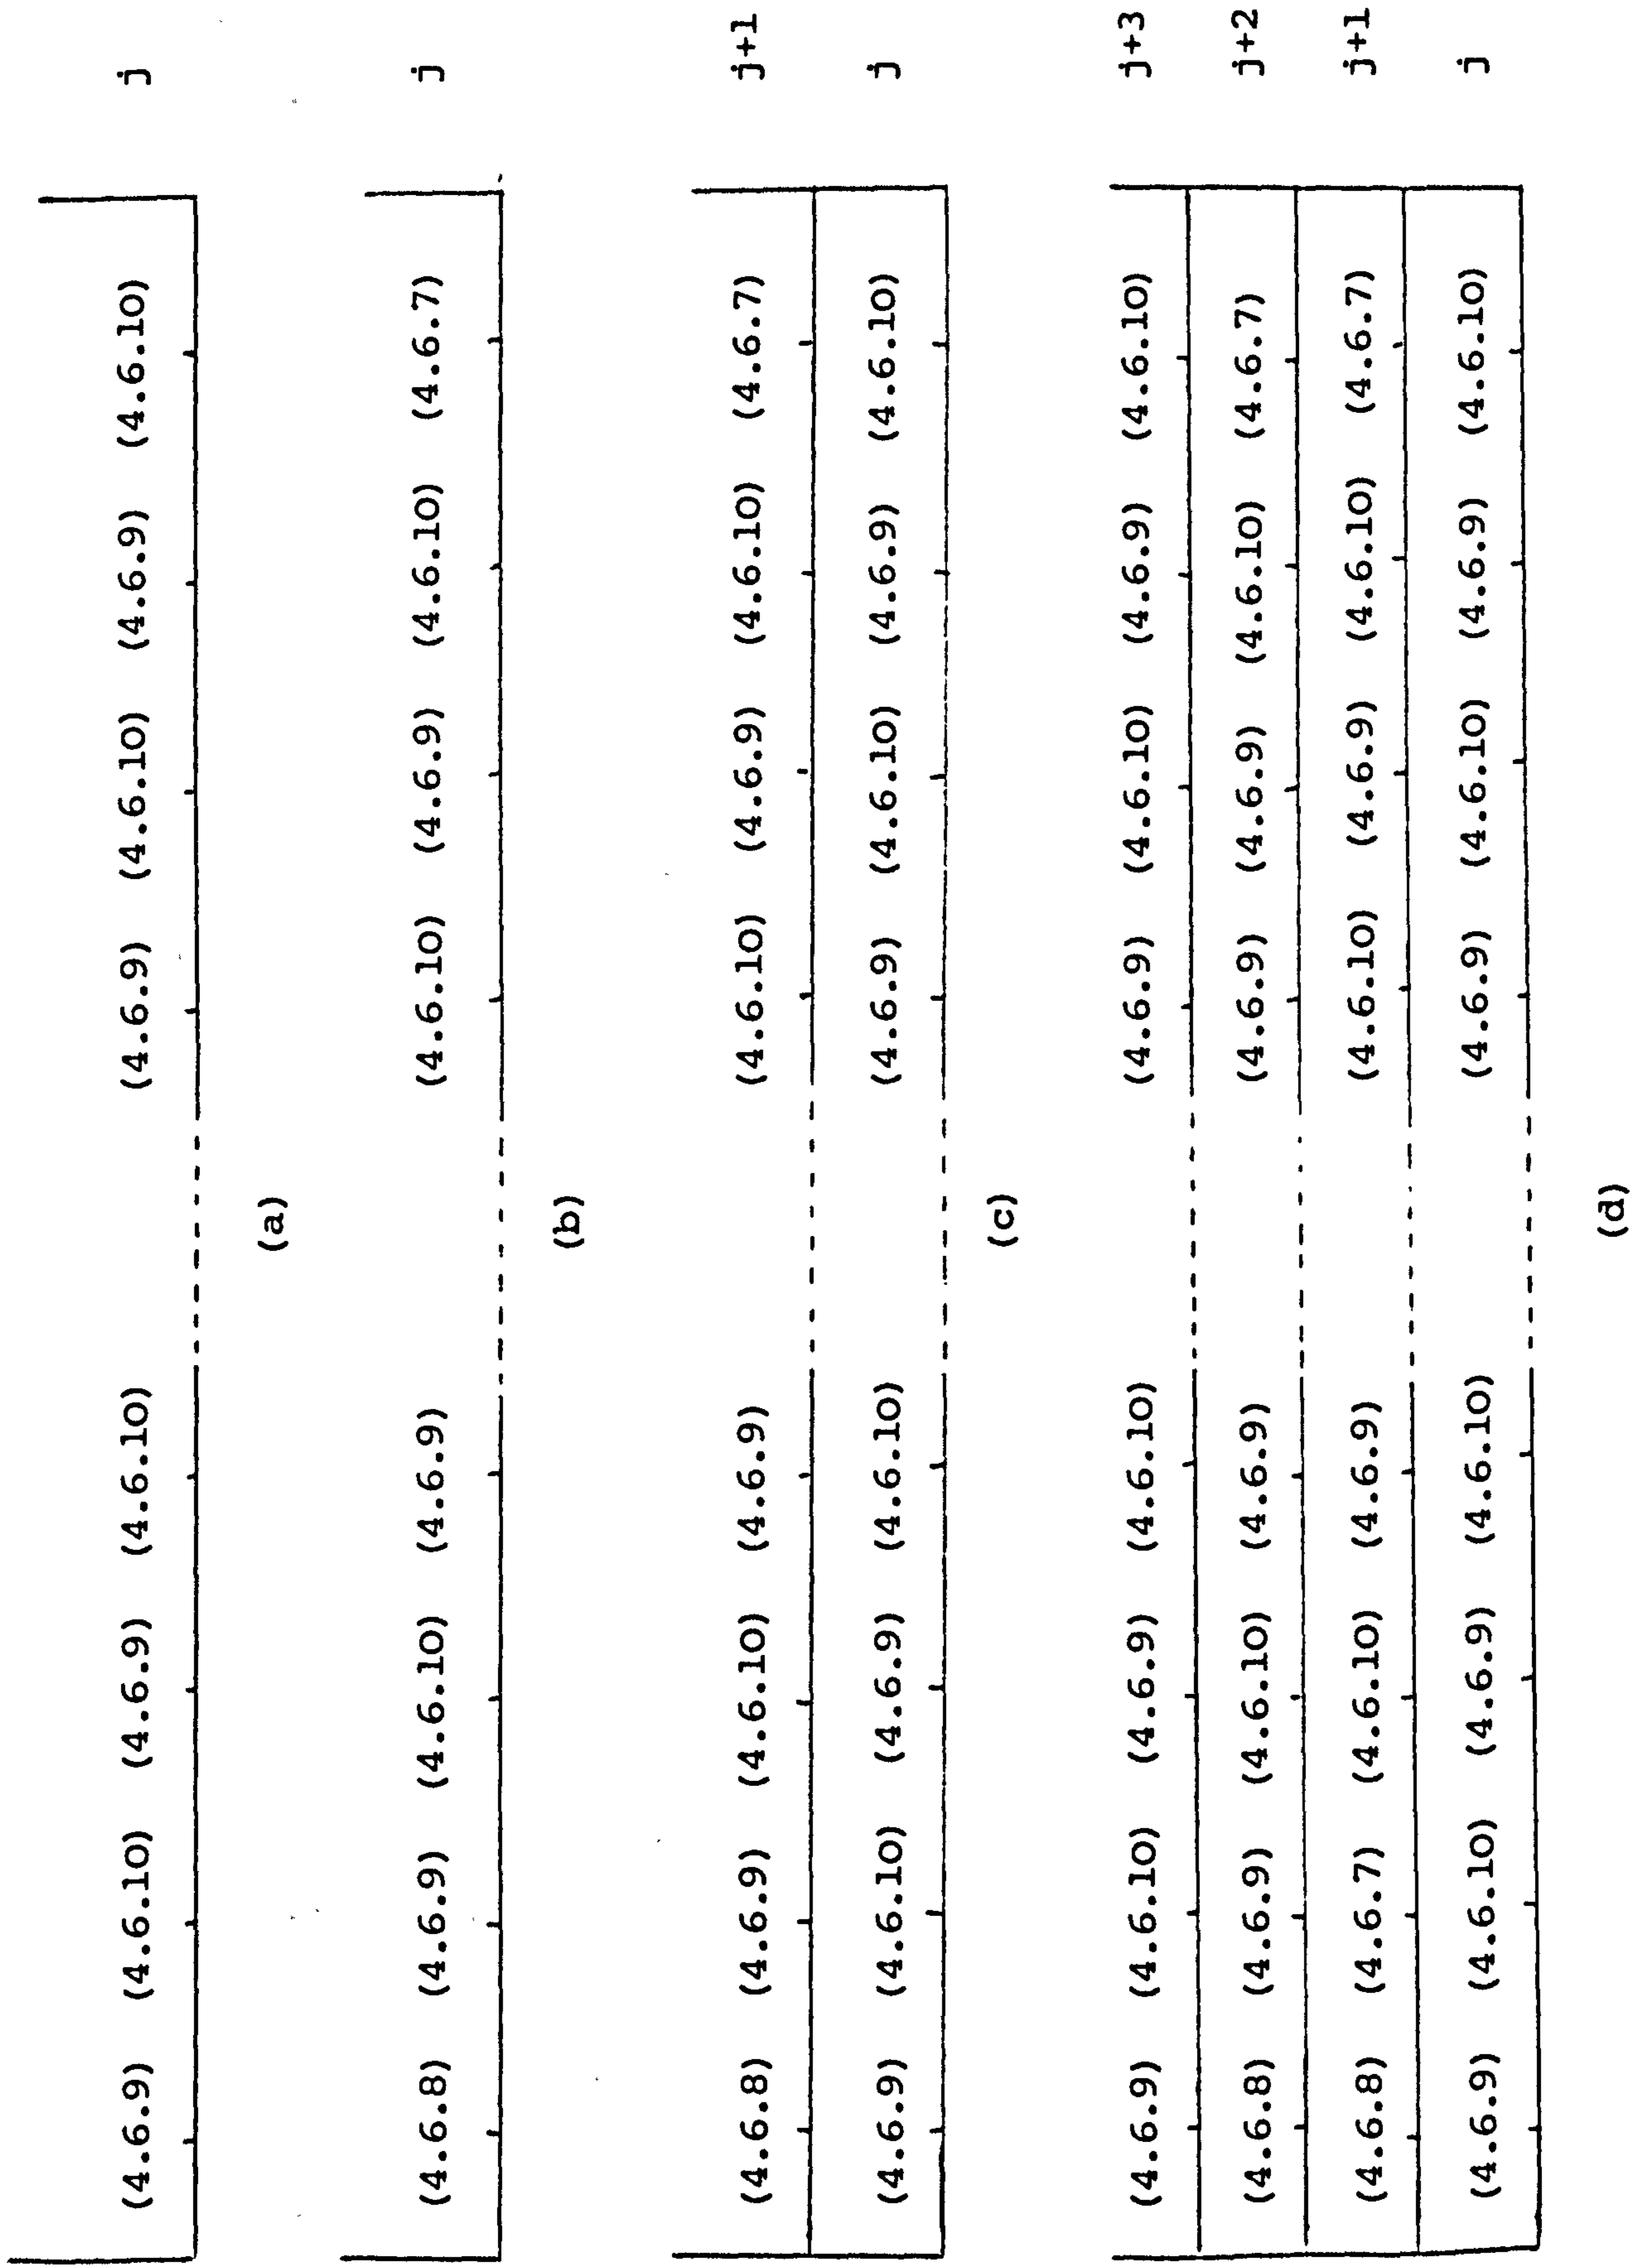 (4.6.9) (4.6.10) (4.6.9) (4.6.10) (4.6.9) (4.6.10) (4.6.9) (4.6.10) j
(a)
(4.6.8) (4.6.9) (4.6.10) (4.6.9) (4.6.10) (4.6.9) (4.6.10) (4.6.7) j
(b)
(4.6.8) (4.6.9) (4.6.10) (4.6.9) (4.6.10) (4.6.9) (4.6.10) (4.6.7) j+1
(4.6.9) (4.6.10) (4.6.9) (4.6.10) (4.6.9) (4.6.10) (4.6.9) (4.6.10) j
(c)
(4.6.9) (4.6.10) (4.6.9) (4.6.10) (4.6.9) (4.6.10) (4.6.9) (4.6.10) j+3
(4.6.8) (4.6.9) (4.6.10) (4.6.9) (4.6.9) (4.6.9) (4.6.10) (4.6.7) j+2
(4.6.8) (4.6.7) (4.6.10) (4.6.9) (4.6.10) (4.6.9) (4.6.10) (4.6.7) j+1
(4.6.9) (4.6.10) (4.6.9) (4.6.10) (4.6.9) (4.6.10) (4.6.9) (4.6.10) j
(d)